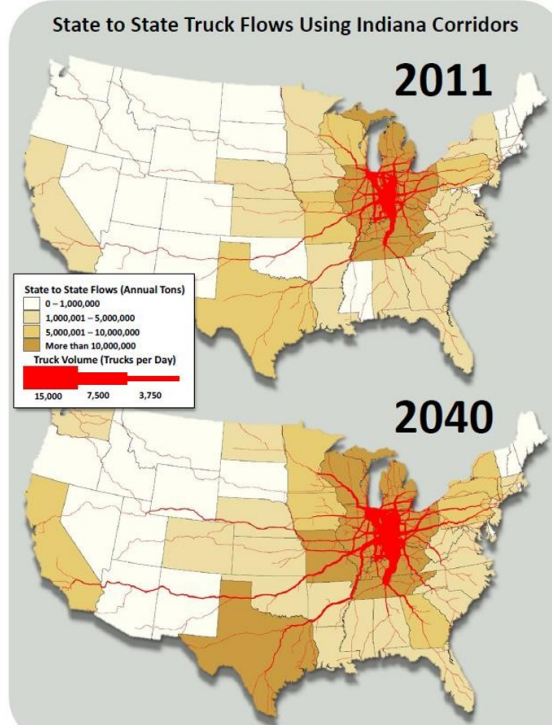 State to State Truck Flows Using Indiana Corridors
2011
State to State Flows (Annual Tons)
0 – 1,000,000
1,000,001 – 5,000,000
5,000,001 – 10,000,000
More than 10,000,000
Truck Volume (Trucks per Day)
15,000 7,500 3,750
2040